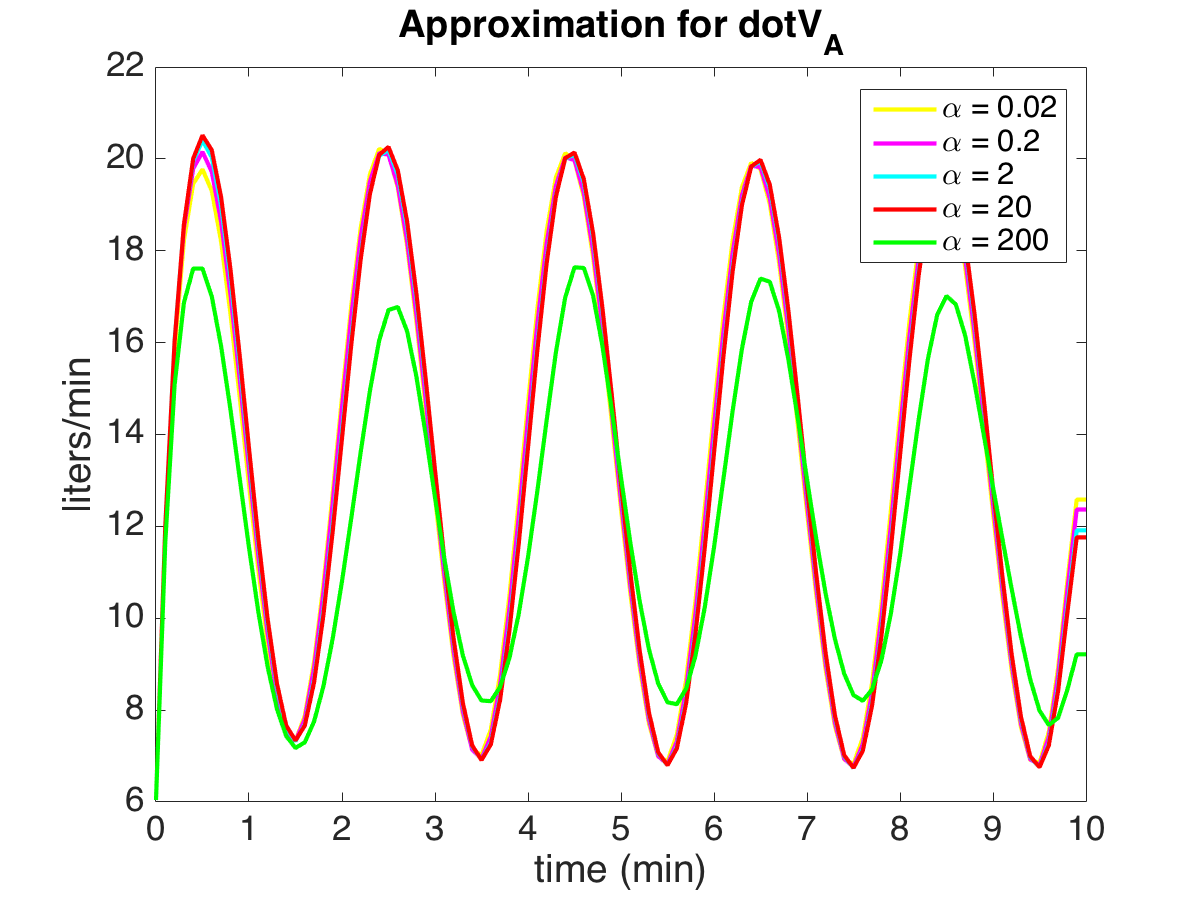 Approximation for dotV_A
22
20
18
16
14
12
10
8
6
liters/min
α = 0.02
α = 0.2
α = 2
α = 20
α = 200
0 1 2 3 4 5 6 7 8 9 10
time (min)